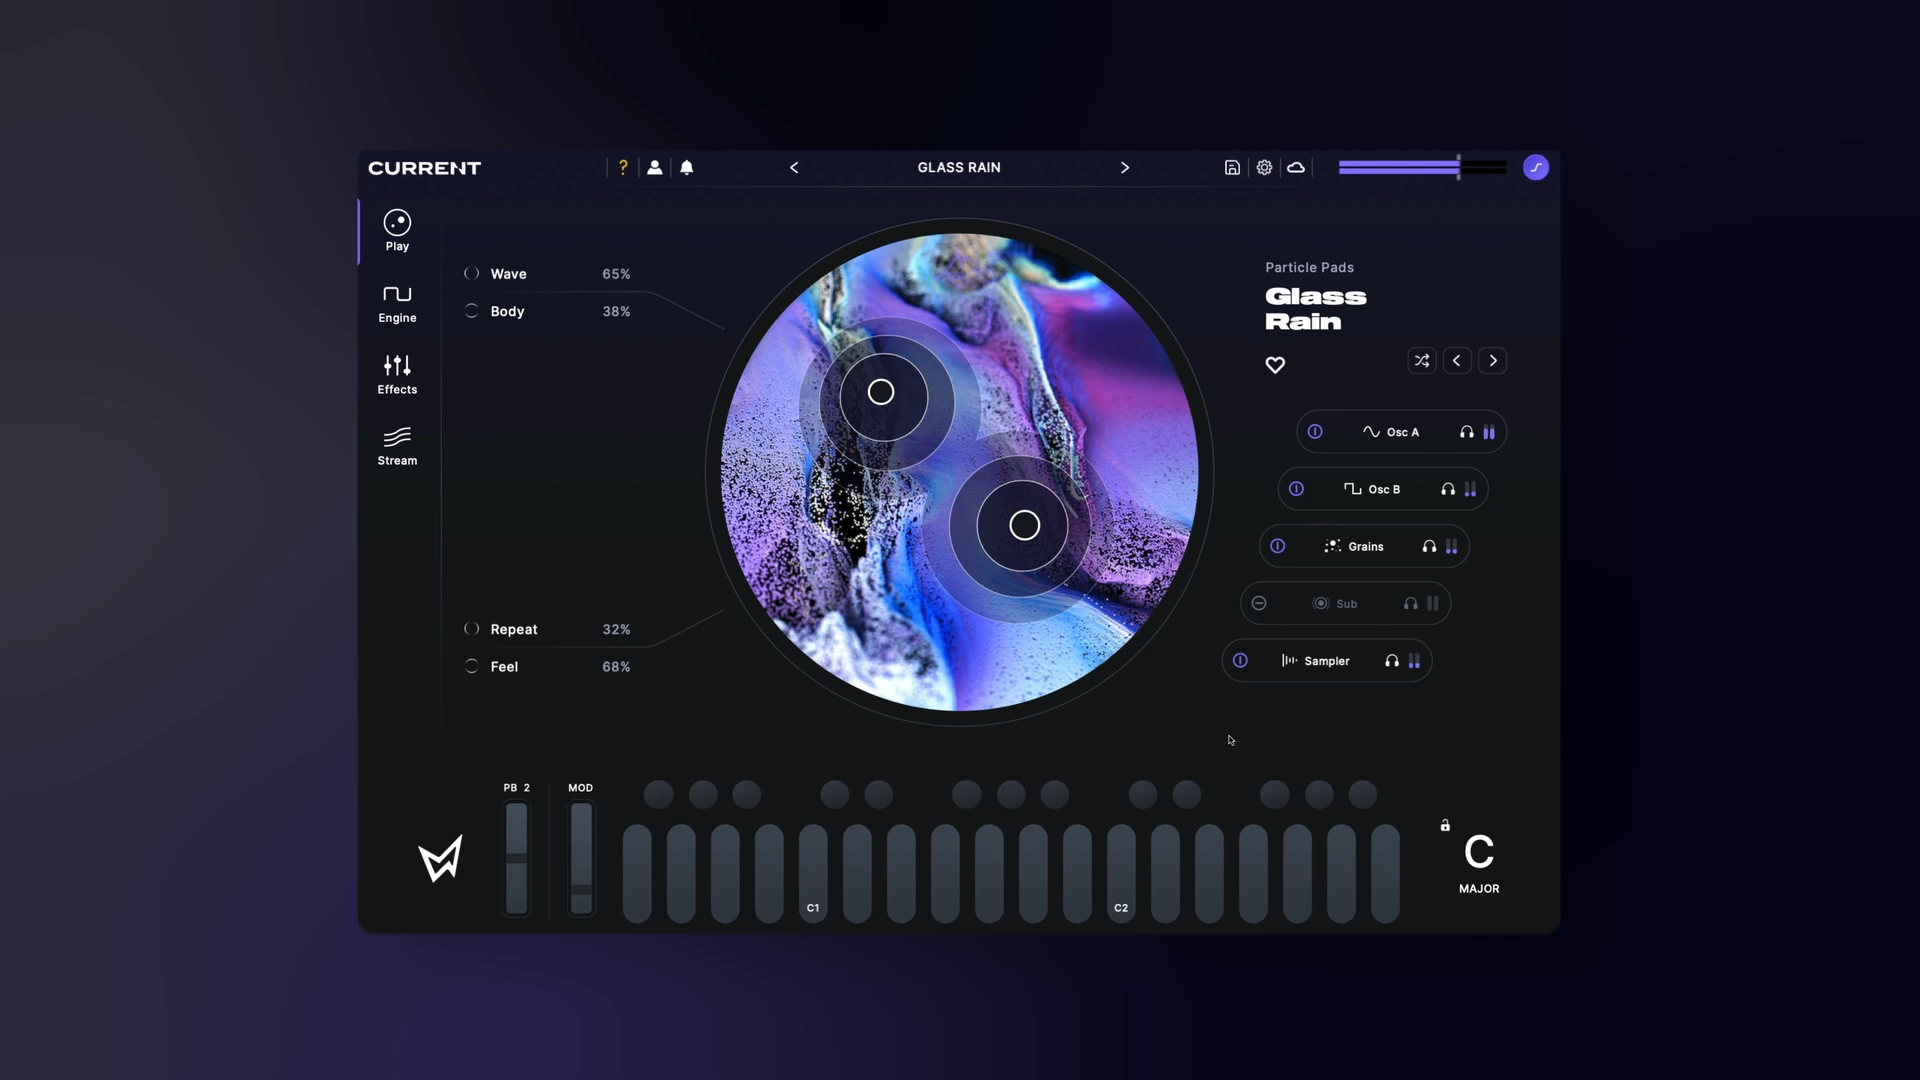 CURRENT
?
GLASS RAIN
Play
Engine
Effects
Stream
Wave 65%
Body 38%
Repeat 32%
Feel 68%
Particle Pads
Glass
Rain
Osc A
Osc B
Grains
Sub
Sampler
PB 2
MOD
C1
C2
C
MAJOR